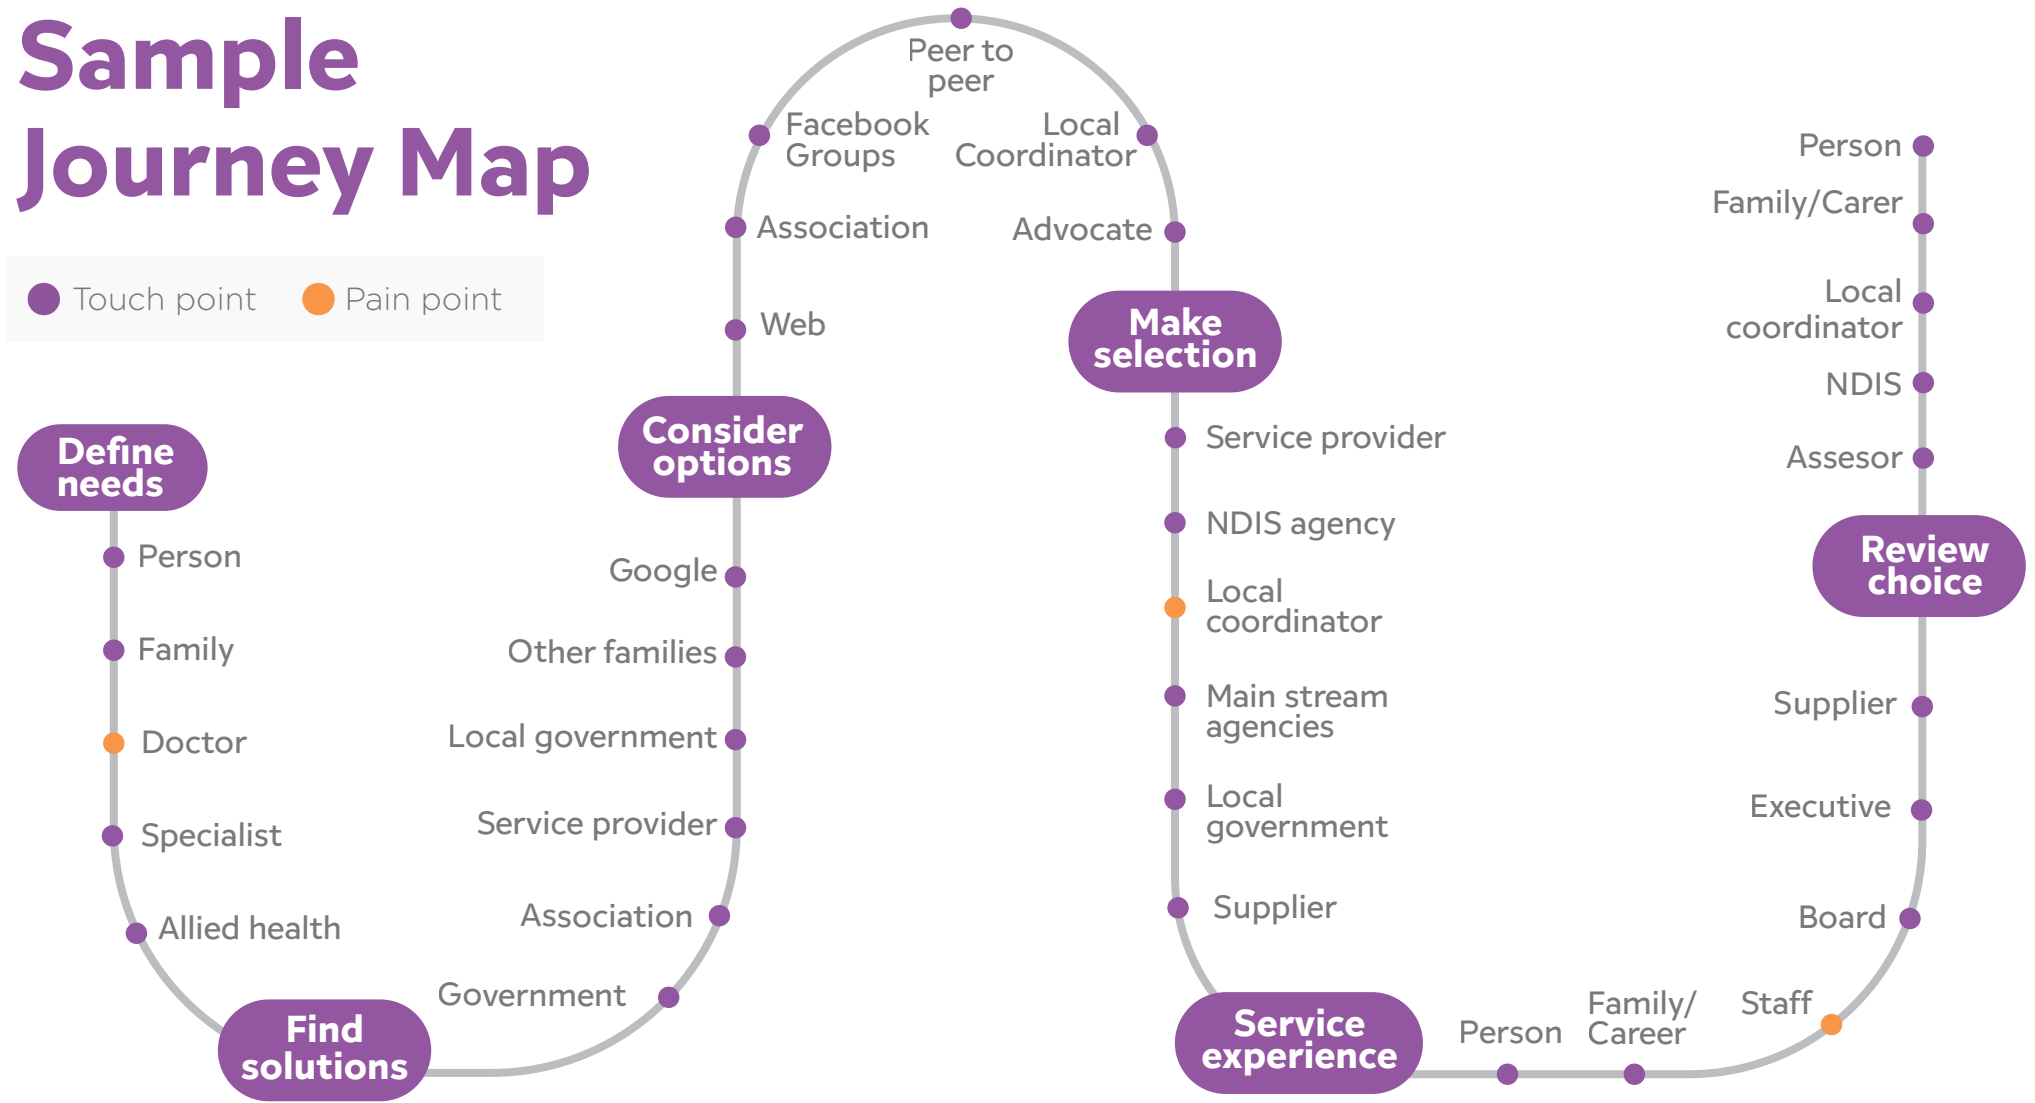 Sample
Journey Map
Touch point
Pain point
Define
needs
Person
Family
Doctor
Specialist
Allied health
Find
solutions
Government
Association
Service provider
Local government
Other families
Google
Consider
options
Web
Association
Facebook
Groups
Peer to
peer
Local
Coordinator
Advocate
Make
selection
Service provider
NDIS agency
Local
coordinator
Main stream
agencies
Local
government
Supplier
Service
experience
Person
Family/
Career
Staff
Board
Executive
Supplier
Review
choice
Assesor
NDIS
Local
coordinator
Family/Carer
Person